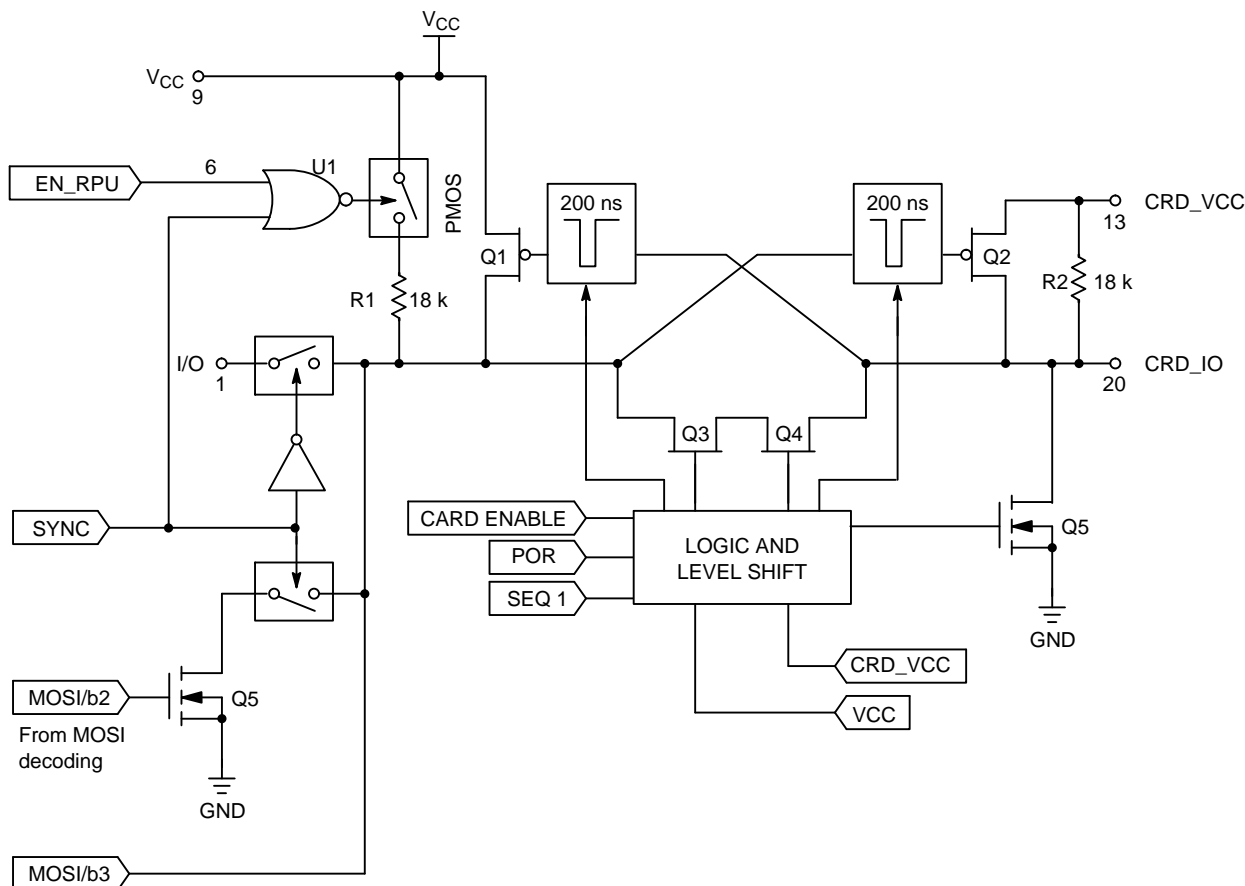 VCC
VCC
9
U1
6
EN_RPU
PMOS
200 ns
200 ns
CRD_VCC
13
Q1
Q2
R1
18 k
R2
18 k
I/O
1
CRD_IO
20
Q3
Q4
SYNC
CARD ENABLE
POR
SEQ 1
LOGIC AND
LEVEL SHIFT
Q5
GND
CRD_VCC
VCC
MOSI/b2
Q5
From MOSI
decoding
GND
MOSI/b3